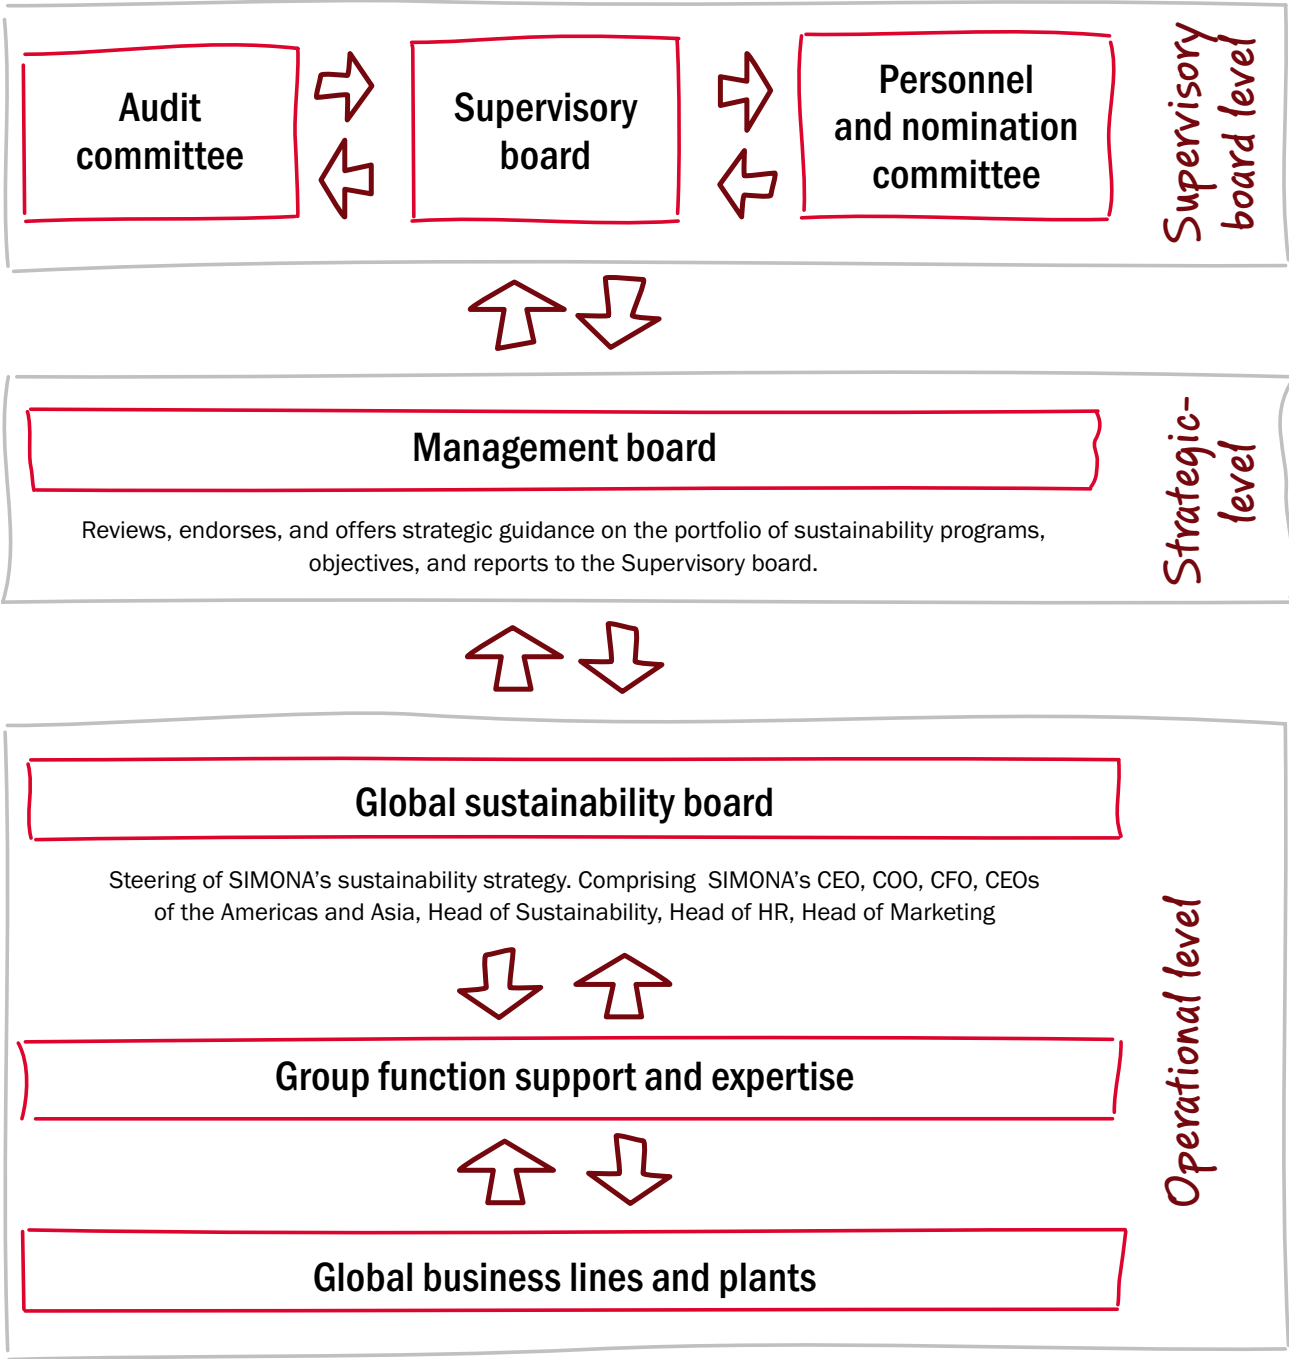 Audit
committee
Supervisory
board
Personnel
and nomination
committee
Supervisory
board level
Management board
Reviews, endorses, and offers strategic guidance on the portfolio of sustainability programs,
objectives, and reports to the Supervisory board.
Strategic-
level
Global sustainability board
Steering of SIMONA’s sustainability strategy. Comprising SIMONA’s CEO, COO, CFO, CEOs
of the Americas and Asia, Head of Sustainability, Head of HR, Head of Marketing
Group function support and expertise
Global business lines and plants
Operational level